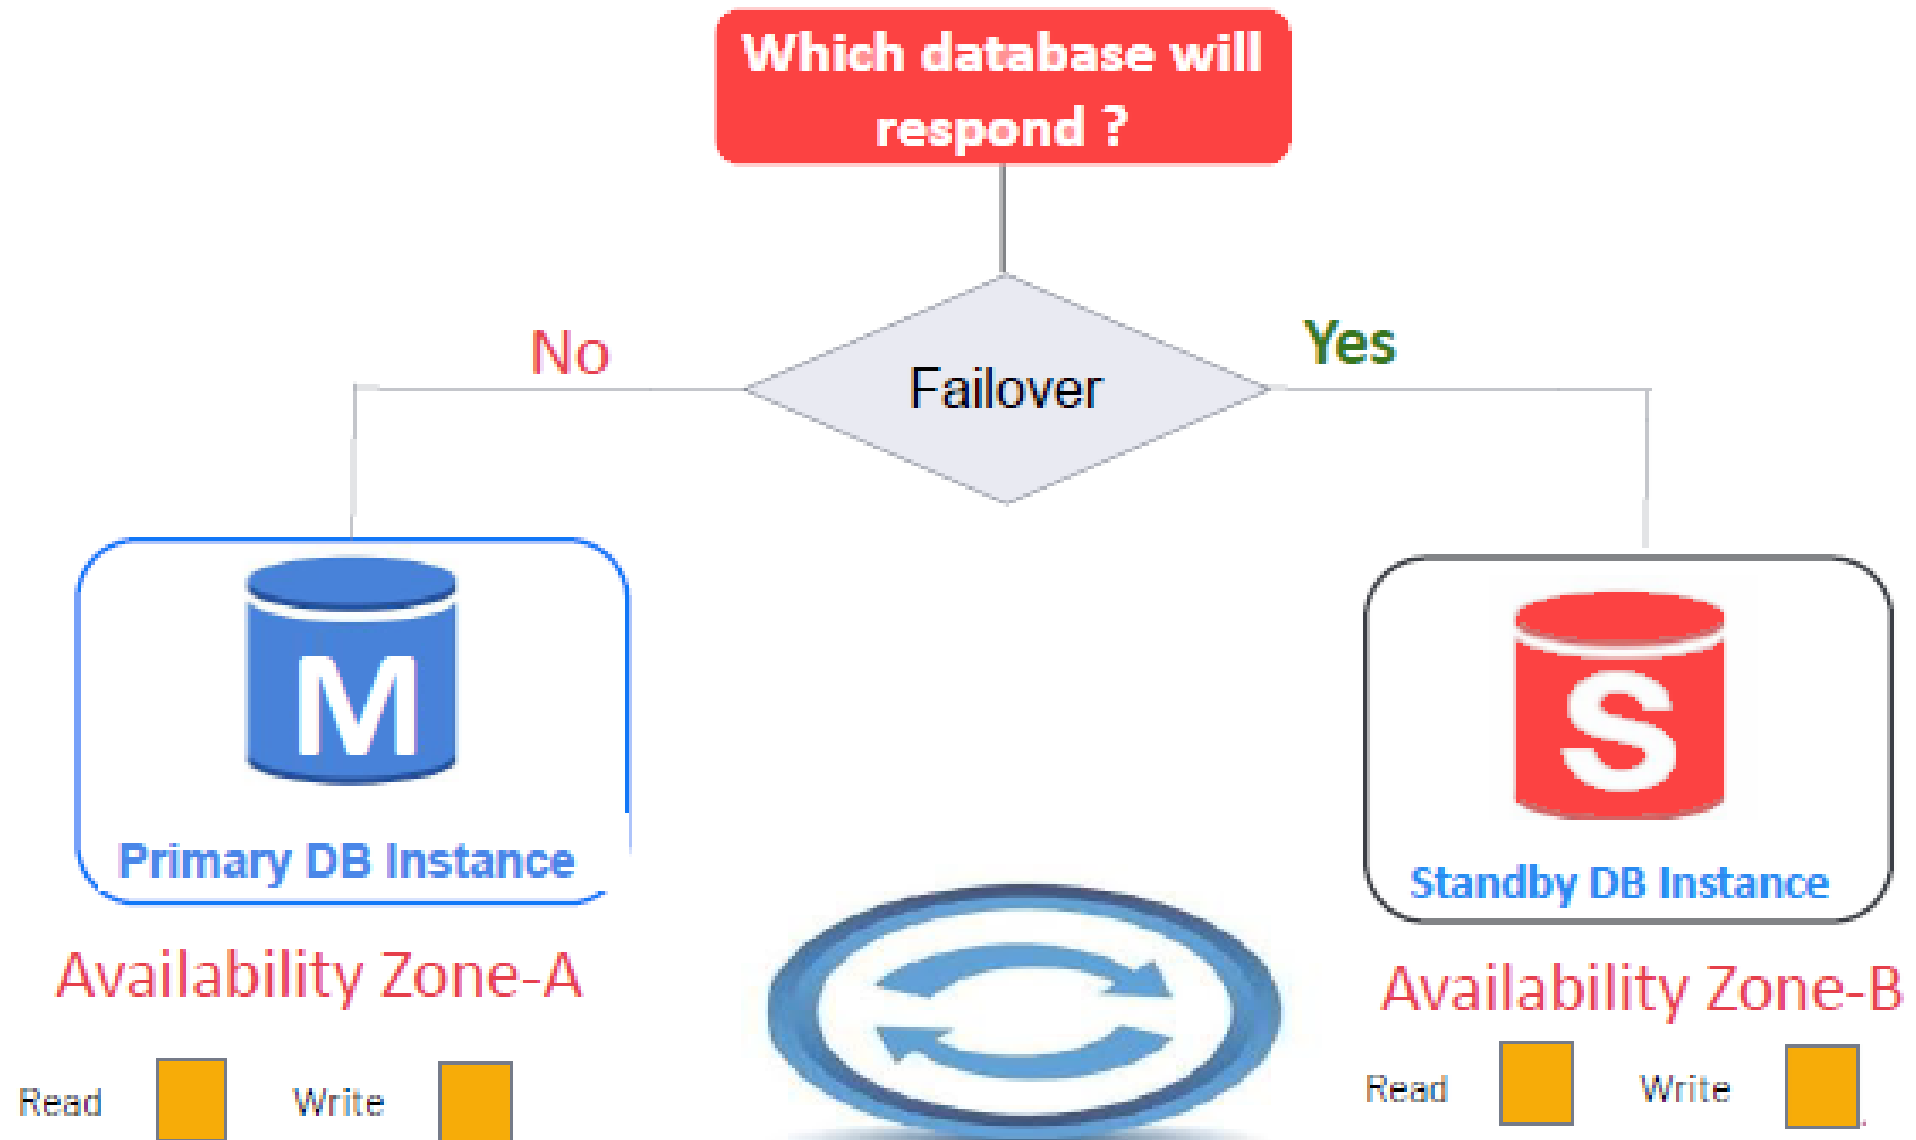 Which database will
respond ?
No
Yes
Failover
M
S
Primary DB Instance
Standby DB Instance
Availability Zone-A
Availability Zone-B
Read
Write
Read
Write